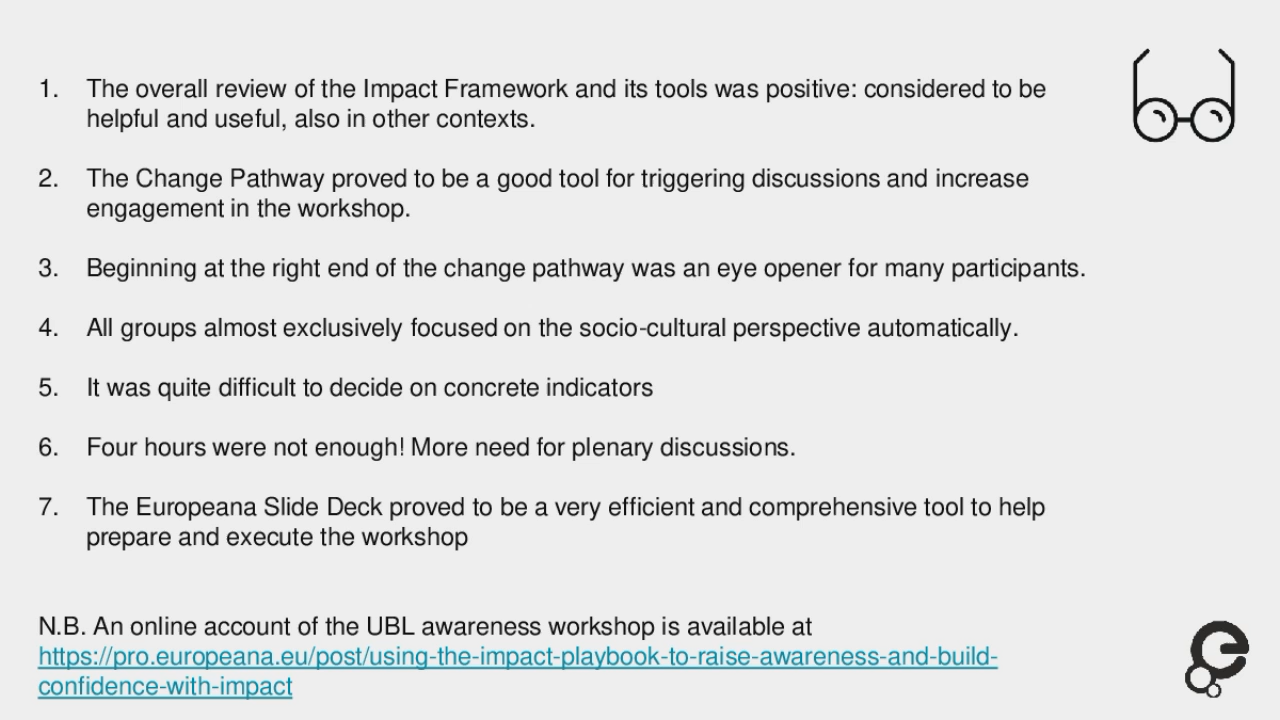 1. The overall review of the Impact Framework and its tools was positive: considered to be
helpful and useful, also in other contexts.
2. The Change Pathway proved to be a good tool for triggering discussions and increase
engagement in the workshop.
3. Beginning at the right end of the change pathway was an eye opener for many participants.
4. All groups almost exclusively focused on the socio-cultural perspective automatically.
5. It was quite difficult to decide on concrete indicators
6. Four hours were not enough! More need for plenary discussions.
7. The Europeana Slide Deck proved to be a very efficient and comprehensive tool to help
prepare and execute the workshop
N.B. An online account of the UBL awareness workshop is available at
https://pro.europeana.eu/post/using-the-impact-playbook-to-raise-awareness-and-build-
confidence-with-impact